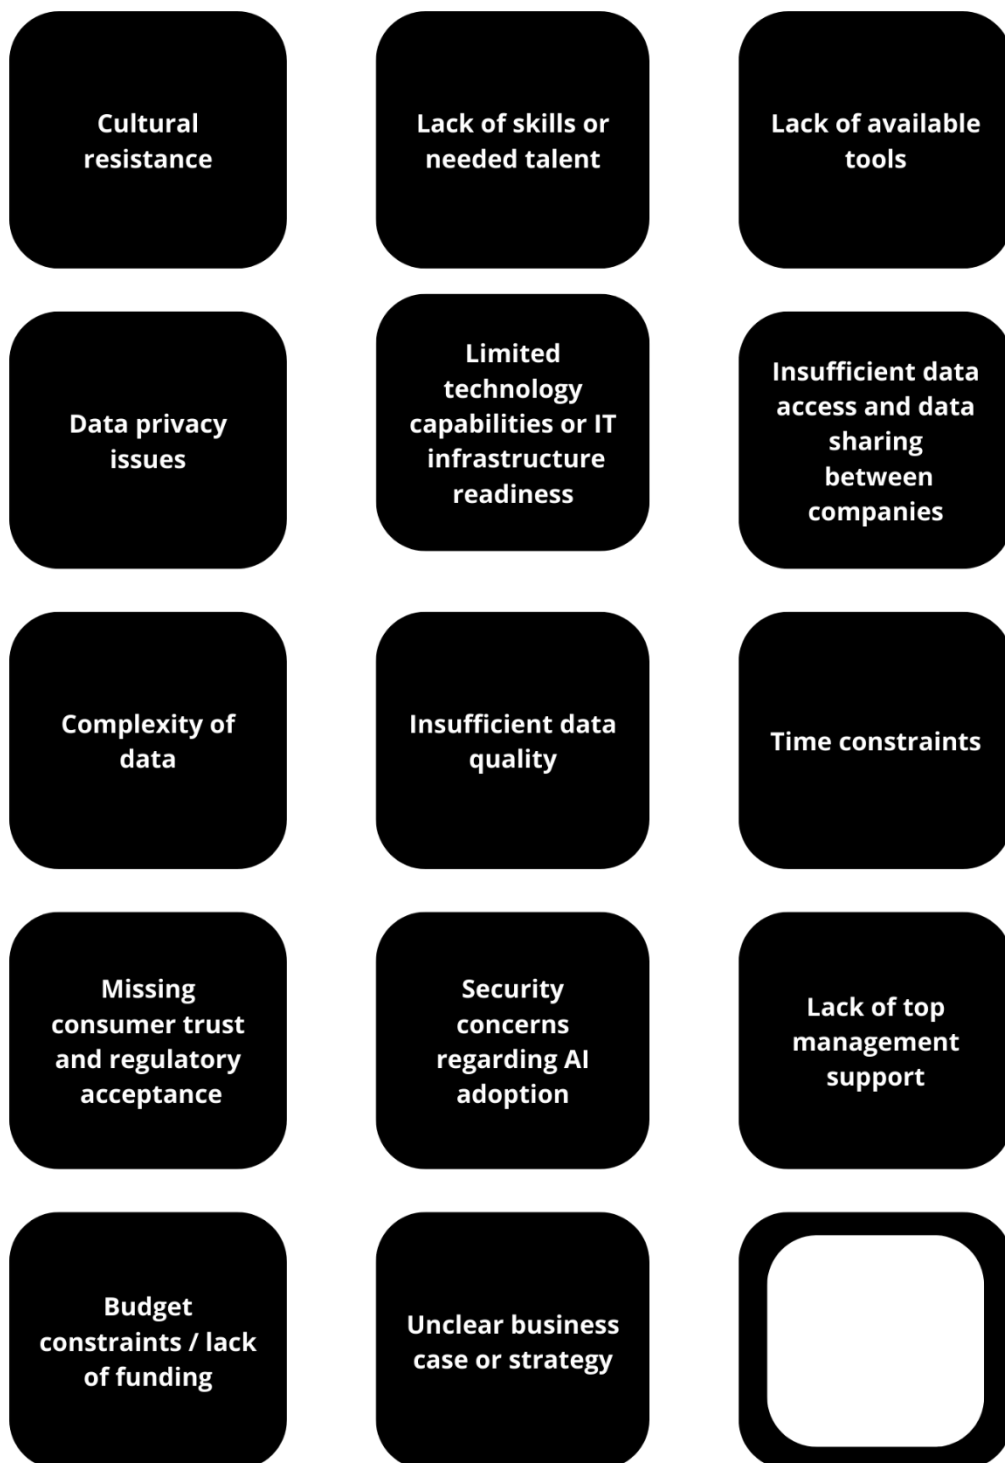 Cultural
resistance
Lack of skills or
needed talent
Lack of available
tools
Data privacy
issues
Limited
technology
capabilities or IT
infrastructure
readiness
Insufficient data
access and data
sharing
between
companies
Complexity of
data
Insufficient data
quality
Time constraints
Missing
consumer trust
and regulatory
acceptance
Security
concerns
regarding AI
adoption
Lack of top
management
support
Budget
constraints / lack
of funding
Unclear business
case or strategy